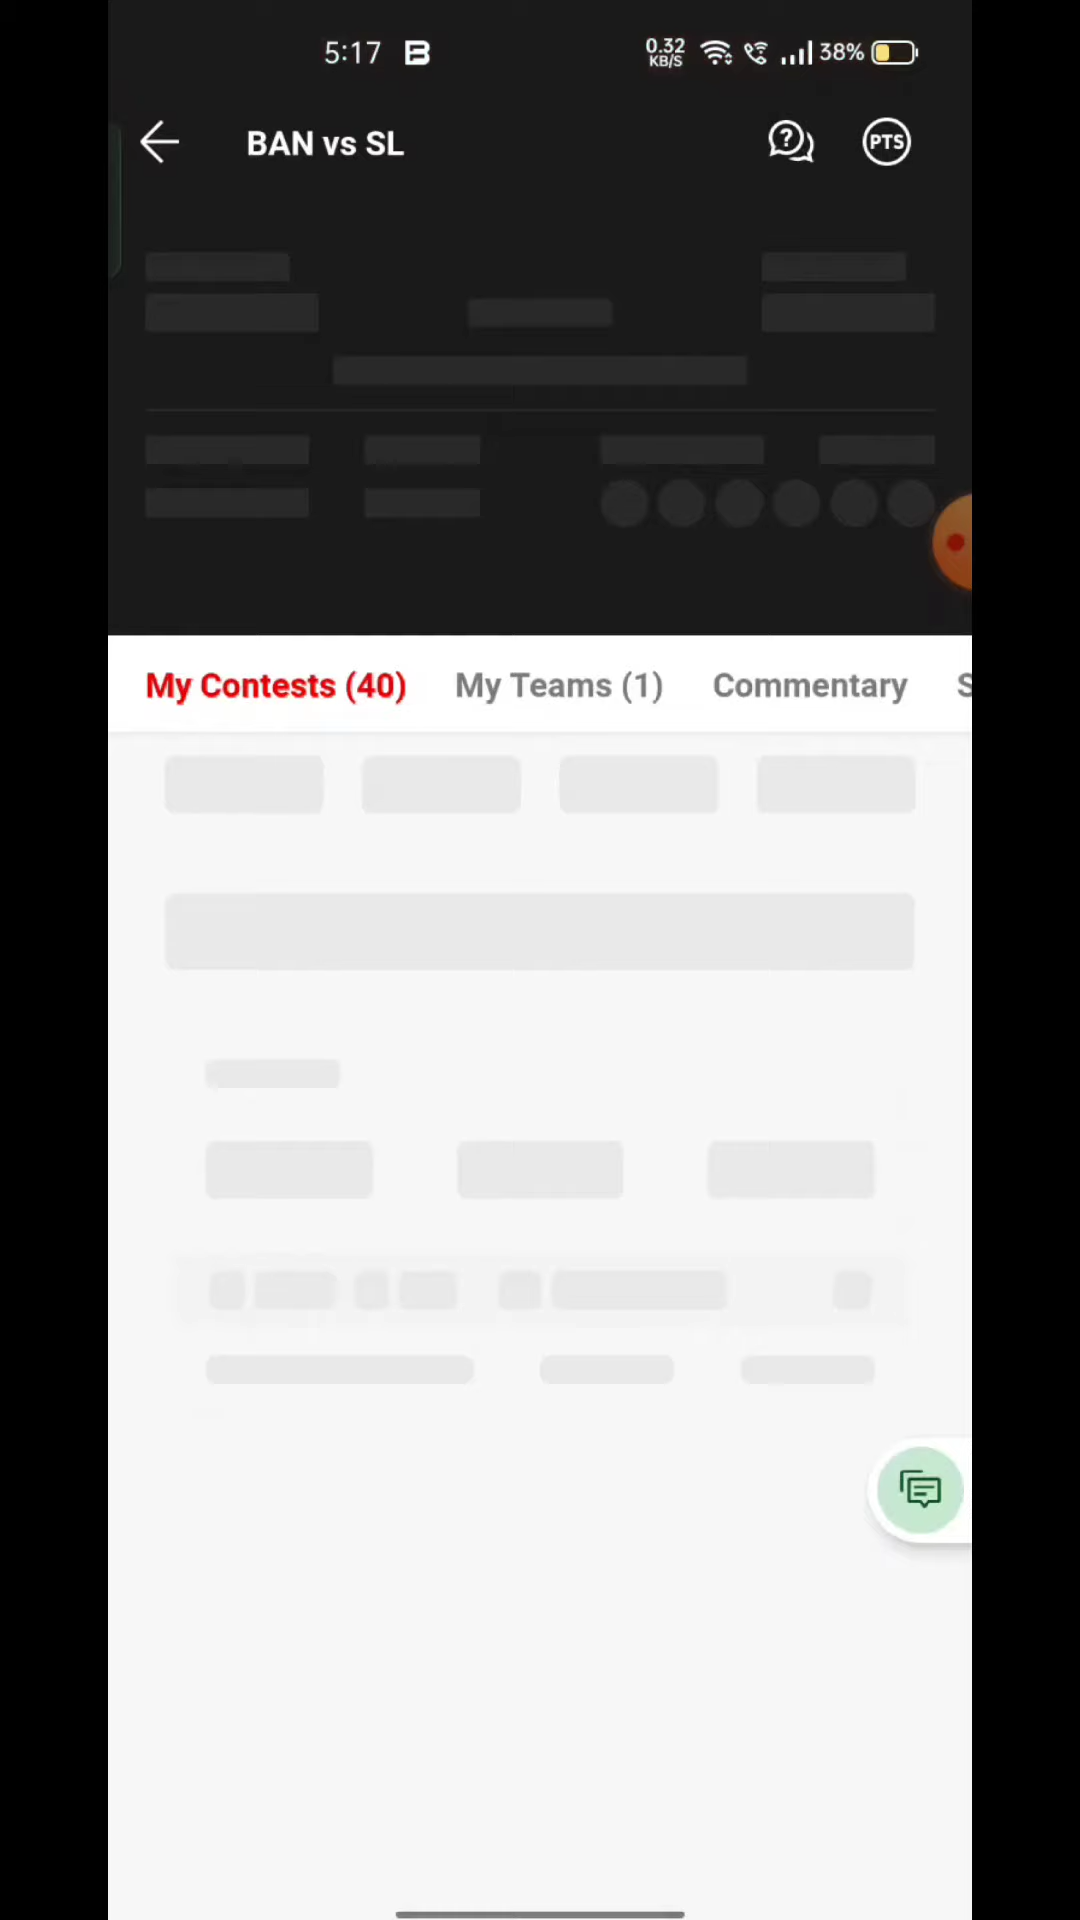 5:17 0.32 KB/S 38%
BAN vs SL ? PTS
My Contests (40) My Teams (1) Commentary S